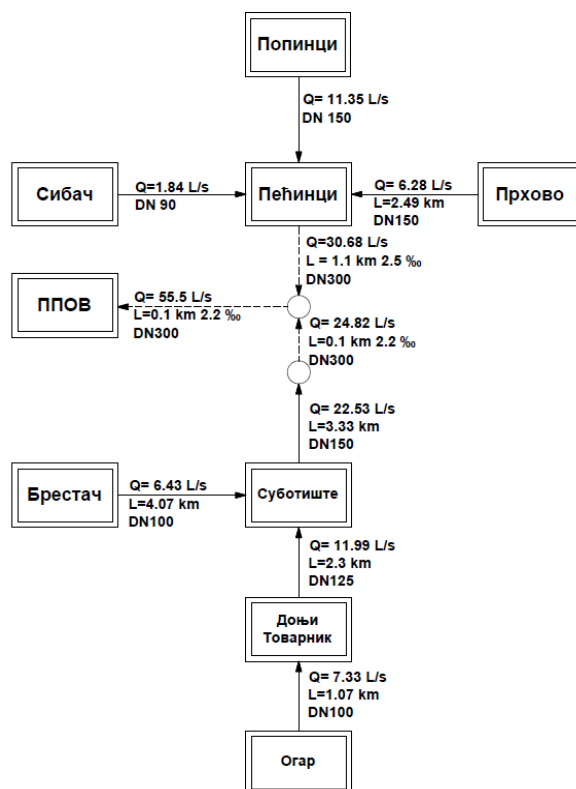 Попинци
Q= 11.35 L/s
DN 150
Сибач
Q=1.84 L/s
DN 90
Пећинци
Q= 6.28 L/s
L=2.49 km
DN150
Прхово
Q=30.68 L/s
L = 1.1 km 2.5 ‰
DN300
ППОВ
Q= 55.5 L/s
L=0.1 km 2.2 ‰
DN300
Q= 24.82 L/s
L=0.1 km 2.2 ‰
DN300
Q= 22.53 L/s
L=3.33 km
DN150
Брестач
Q= 6.43 L/s
L=4.07 km
DN100
Суботиште
Q= 11.99 L/s
L=2.3 km
DN125
Доњи
Товарник
Q= 7.33 L/s
L=1.07 km
DN100
Огар